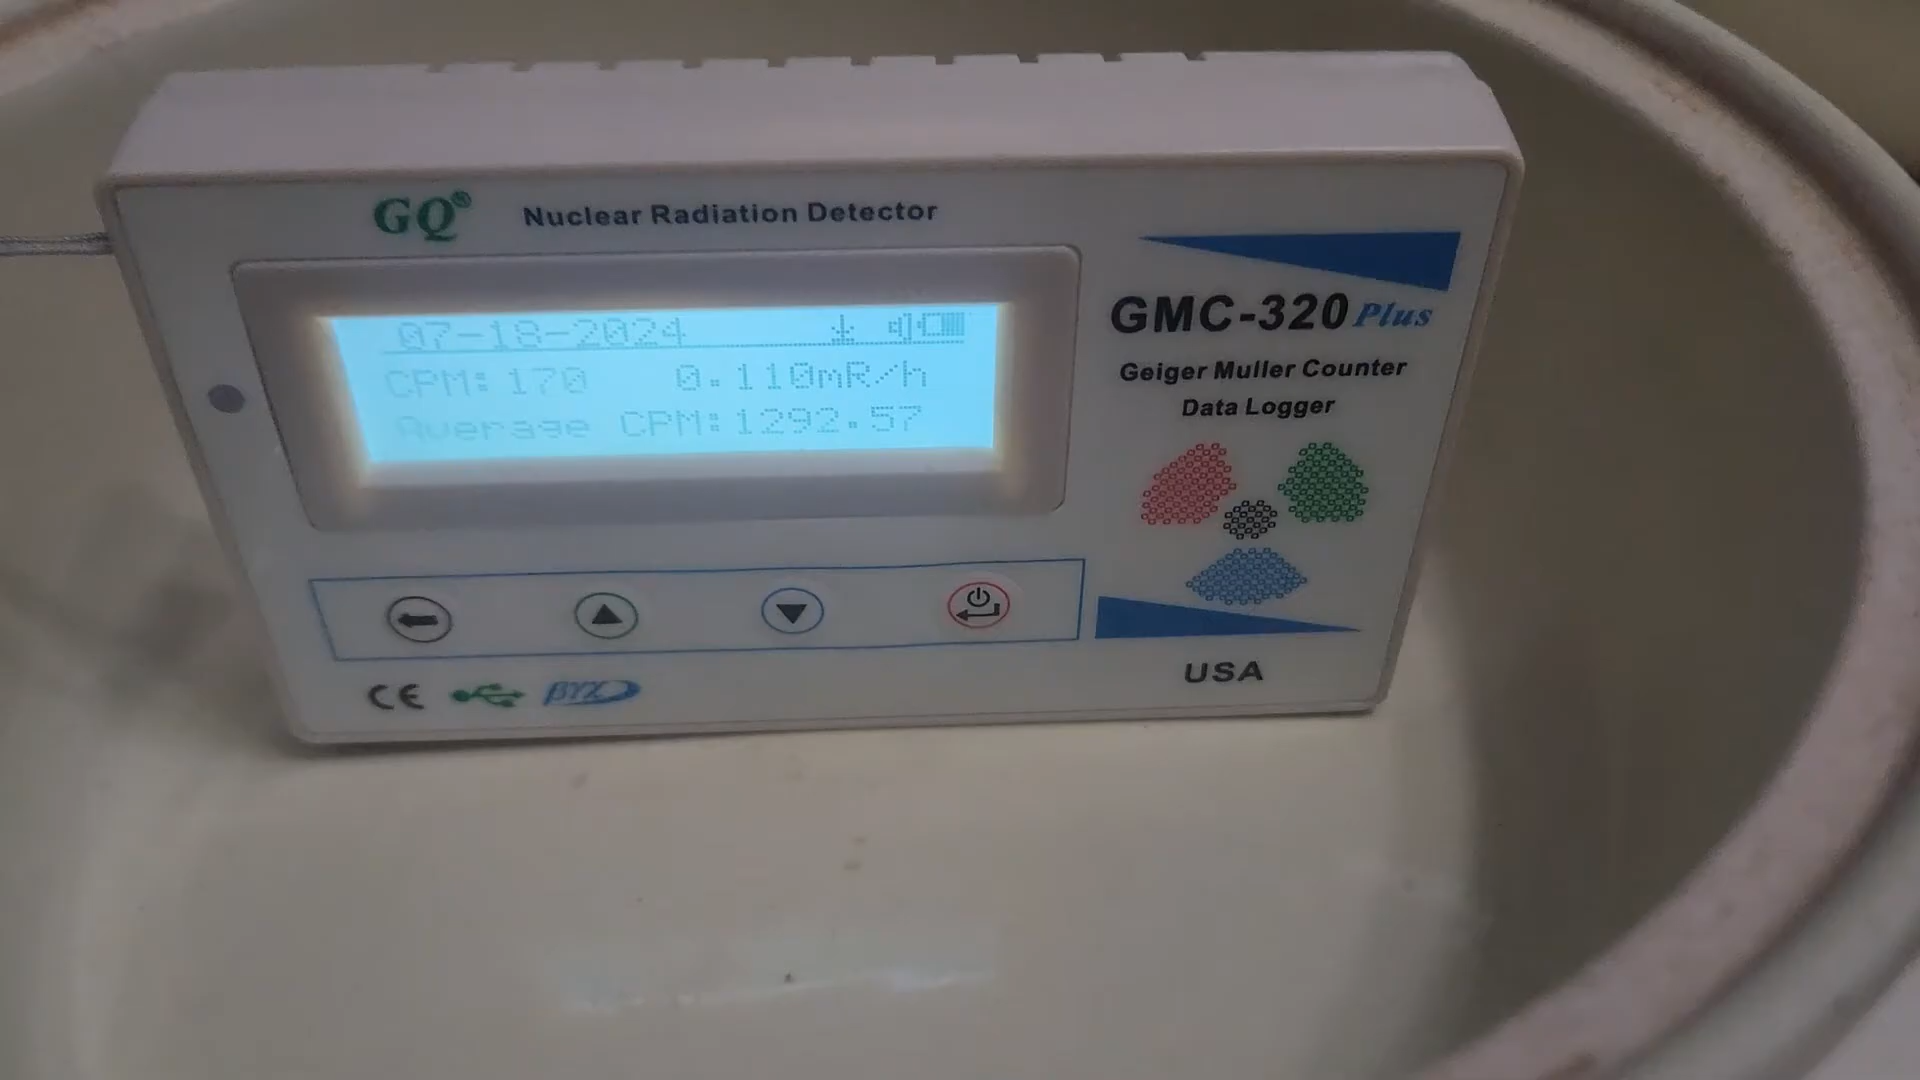 GQ® Nuclear Radiation Detector
07-18-2024
CPM: 170 0.110mR/h
Average CPM:1292.57
GMC-320 Plus
Geiger Muller Counter
Data Logger
CE βγX
USA